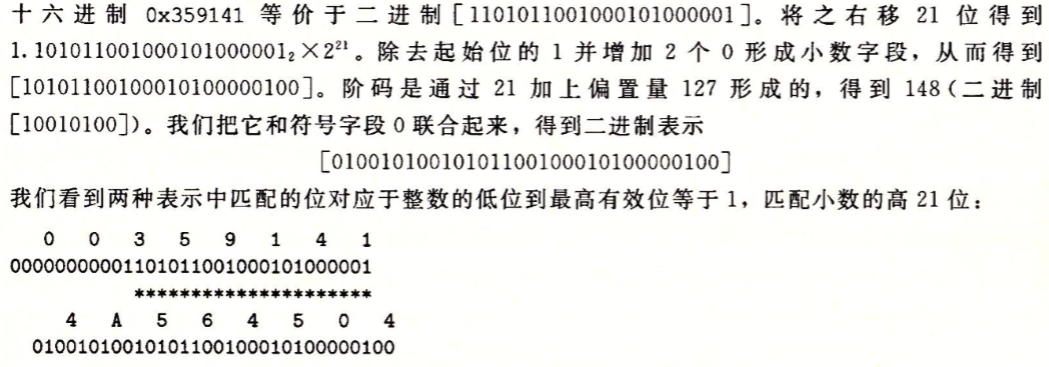 十六进制 0x359141 等价于二进制[1101011001000101000001]。将之右移 21 位得到
1.101011001000101000001₂×2²¹。除去起始位的 1 并增加 2 个 0 形成小数字段，从而得到
[10101100100010100000100]。阶码是通过 21 加上偏置量 127 形成的，得到 148（二进制
[10010100]）。我们把它和符号字段 0 联合起来，得到二进制表示
[01001010010101100100010100000100]
我们看到两种表示中匹配的位对应于整数的低位到最高有效位等于 1，匹配小数的高 21 位：
0 0 3 5 9 1 4 1
00000000001101011001000101000001
*********************
4 A 5 6 4 5 0 4
01001010010101100100010100000100